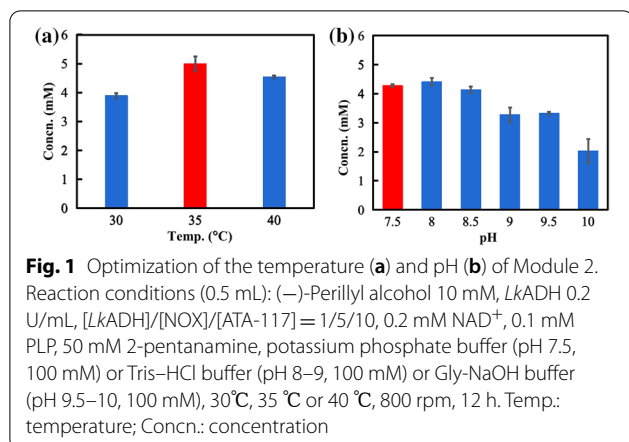 (a)
6
5
4
3
2
1
0
Concn. (mM)
30 35 40
Temp. (°C)
(b)
6
5
4
3
2
1
0
Concn. (mM)
7.5 8 8.5 9 9.5 10
pH
Fig. 1 Optimization of the temperature (a) and pH (b) of Module 2.
Reaction conditions (0.5 mL): (−)-Perillyl alcohol 10 mM, LkADH 0.2
U/mL, [LkADH]/[NOX]/[ATA-117] = 1/5/10, 0.2 mM NAD⁺, 0.1 mM
PLP, 50 mM 2-pentanamine, potassium phosphate buffer (pH 7.5,
100 mM) or Tris–HCl buffer (pH 8–9, 100 mM) or Gly-NaOH buffer
(pH 9.5–10, 100 mM), 30℃, 35 ℃ or 40 ℃, 800 rpm, 12 h. Temp.:
temperature; Concn.: concentration